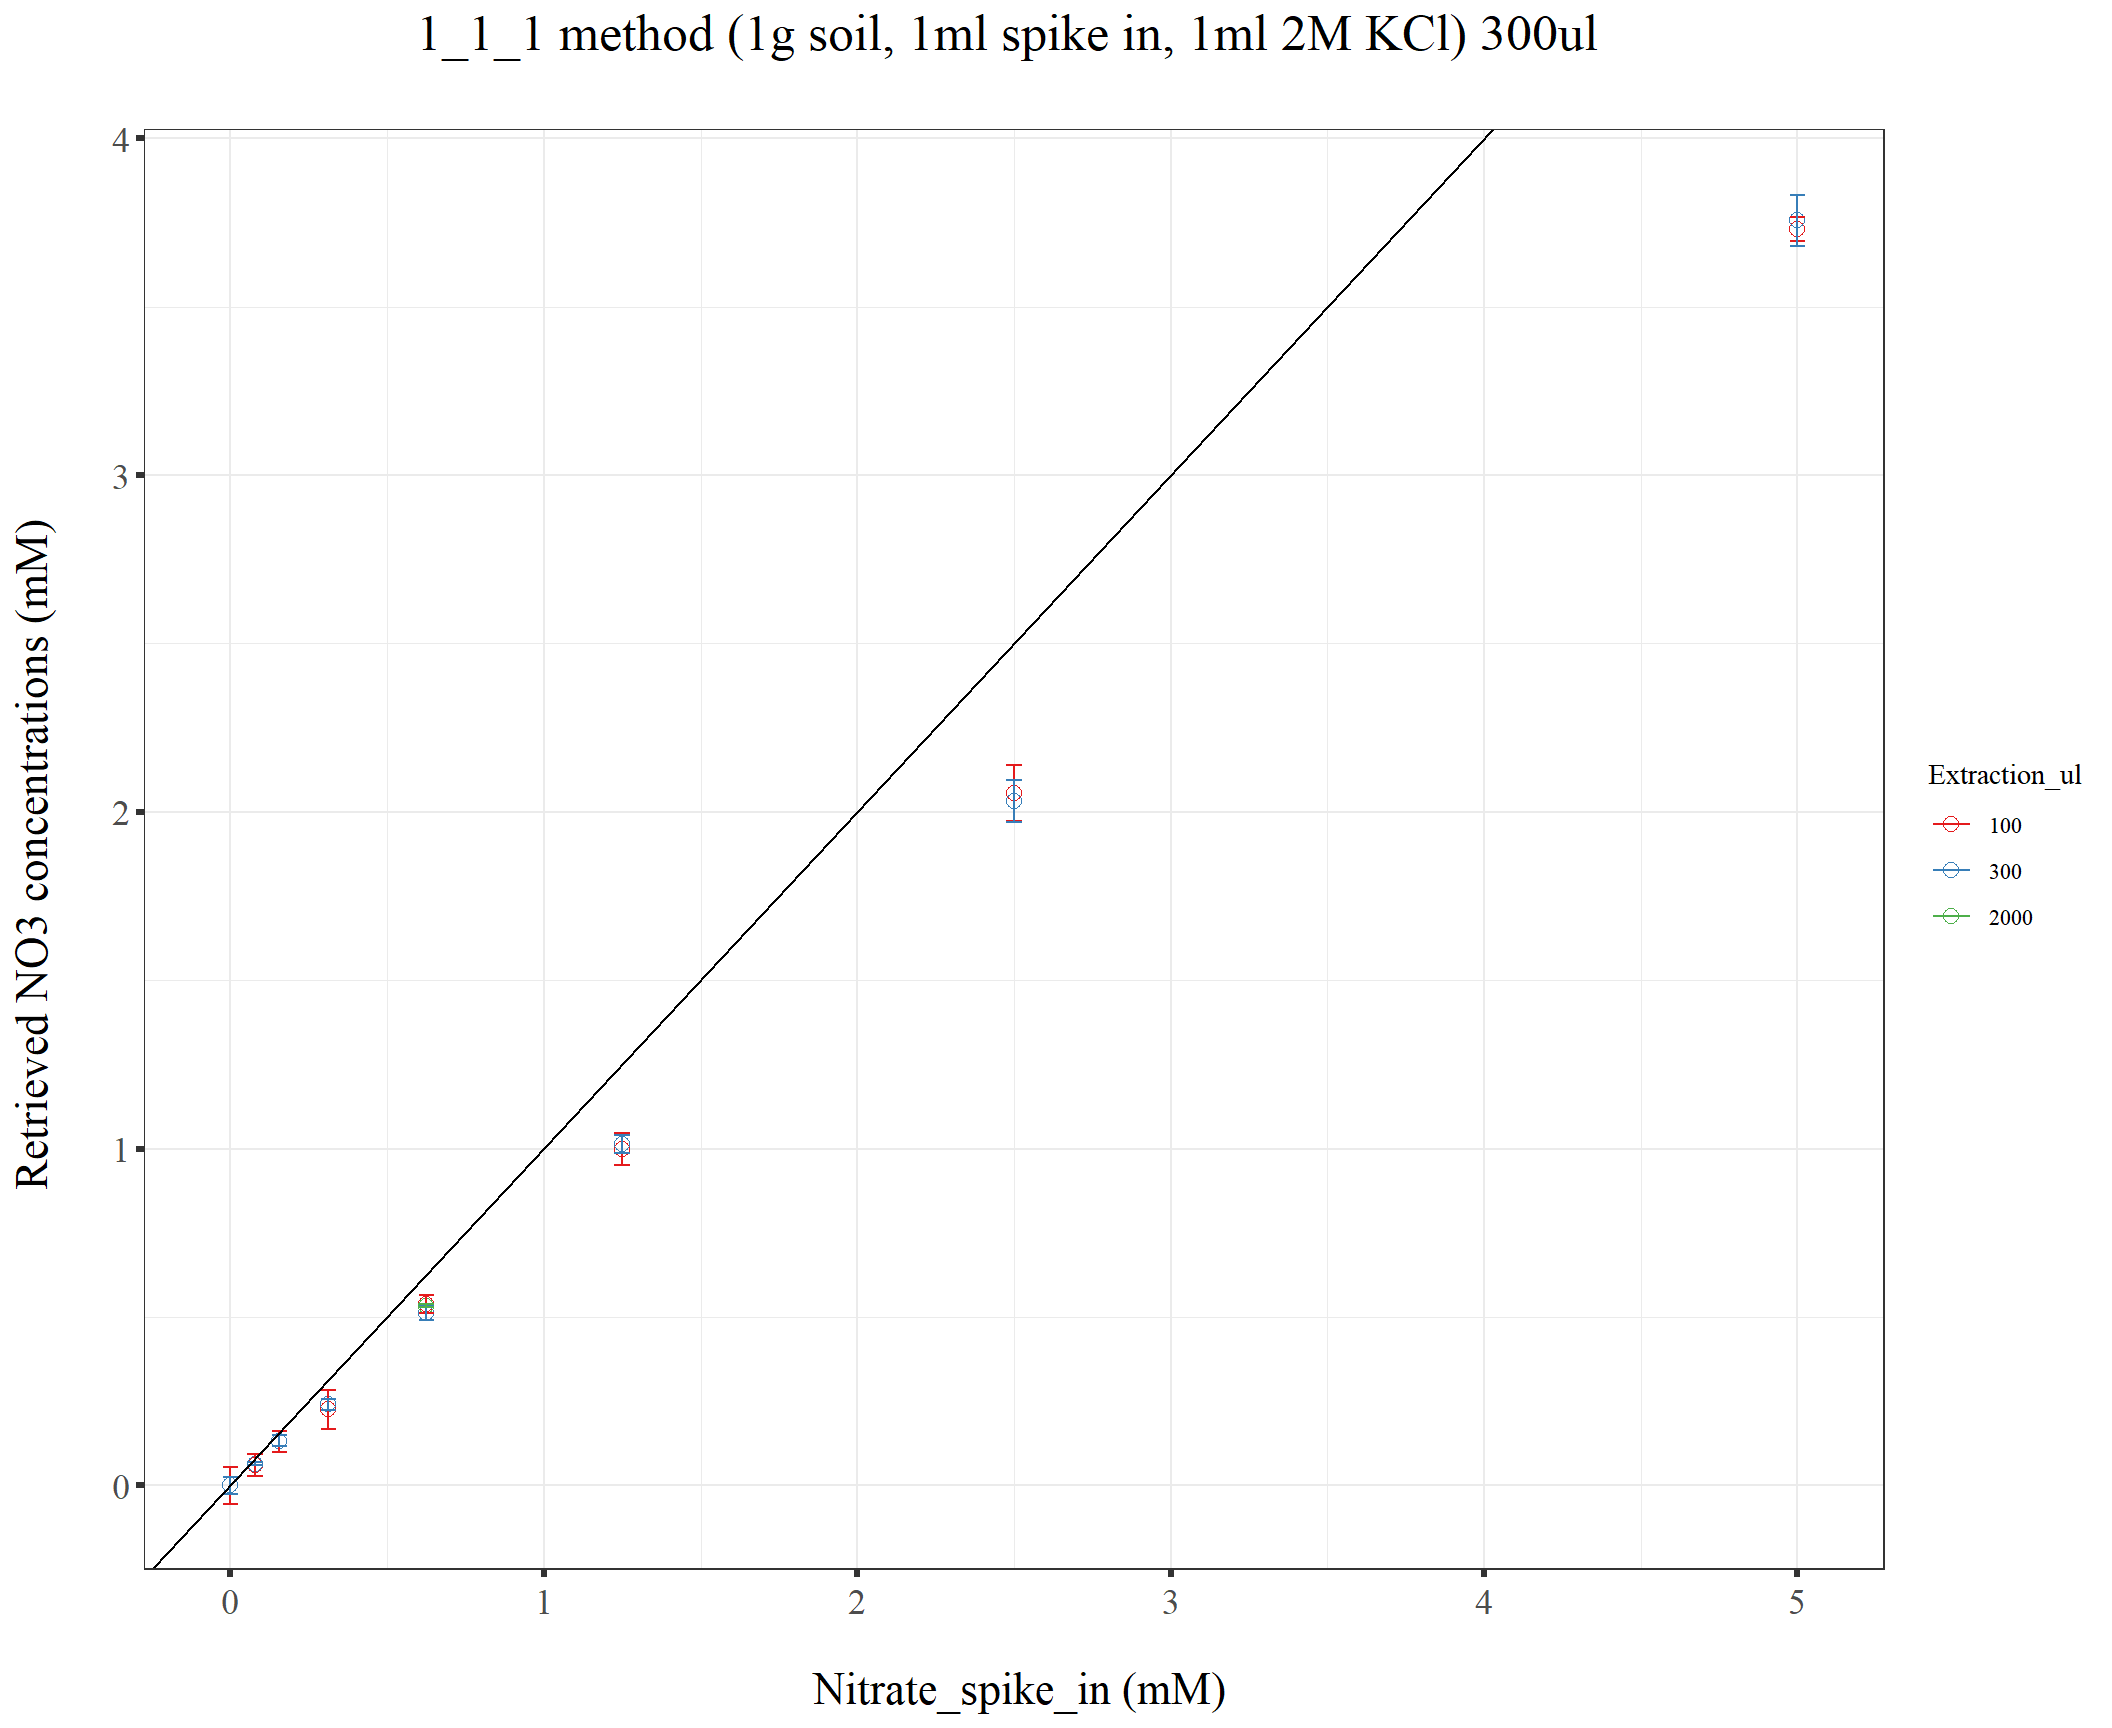 1_1_1 method (1g soil, 1ml spike in, 1ml 2M KCl) 300ul
Retrieved NO3 concentrations (mM)
4
3
2
1
0
0 1 2 3 4 5
Nitrate_spike_in (mM)
Extraction_ul
100
300
2000